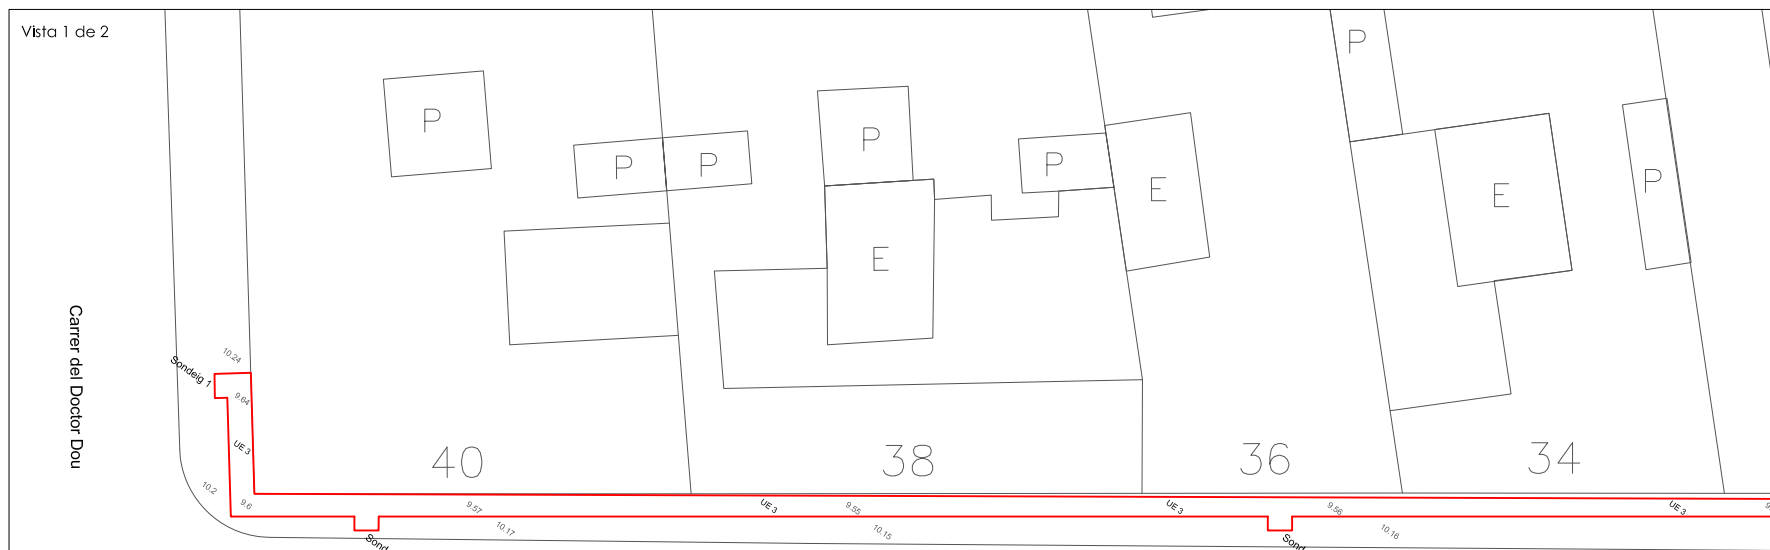 Vista 1 de 2
P
P
P
P
P
P
P
E
E
E
Carrer del Doctor Dou
10.24
Sondeig 1
9.64
UE 3
10.2
9.6
40
38
36
34
9.57
10.17
UE 3
9.55
10.15
UE 3
9.56
10.16
UE 3